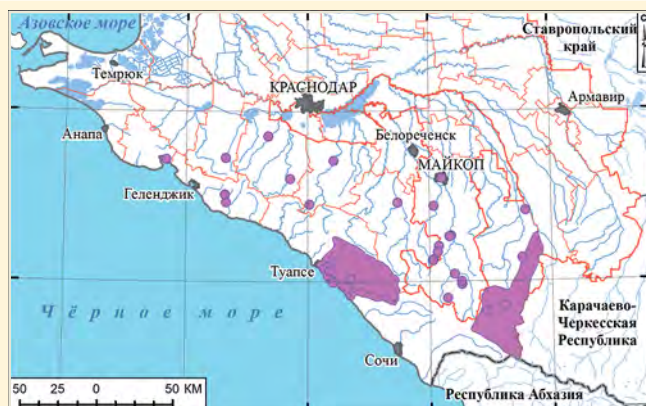 Азовское море
Ставропольский
край
С
Темрюк
КРАСНОДАР
Армавир
Анапа
Белореченск
МАЙКОП
Геленджик
Туапсе
Чёрное море
Карачаево-
Черкесская
Республика
Сочи
50 25 0 50 КМ
Республика Абхазия